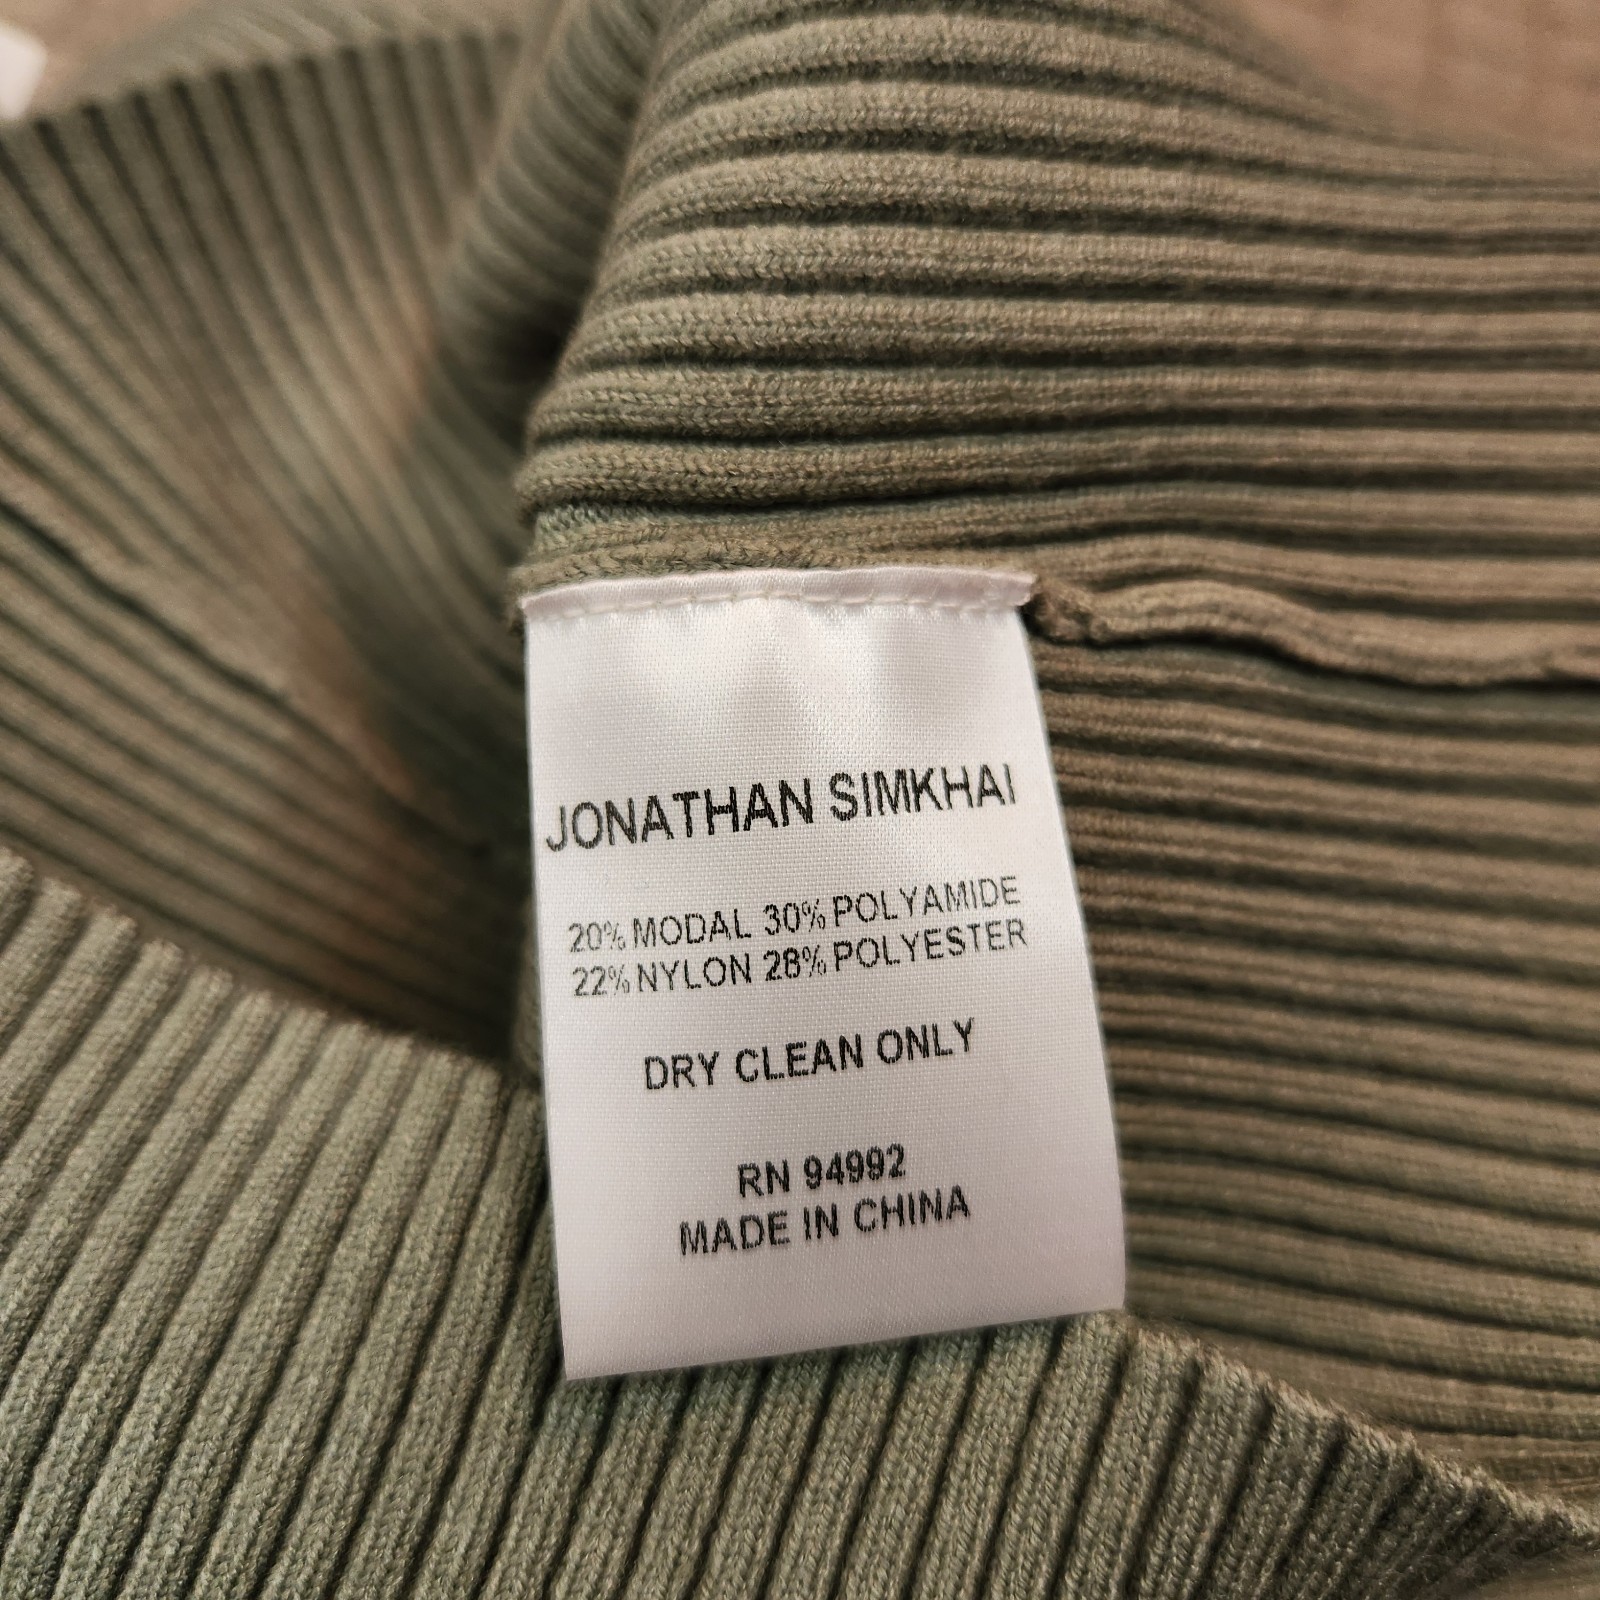 JONATHAN SIMKHAI
20% MODAL 30% POLYAMIDE
22% NYLON 28% POLYESTER
DRY CLEAN ONLY
RN 94992
MADE IN CHINA